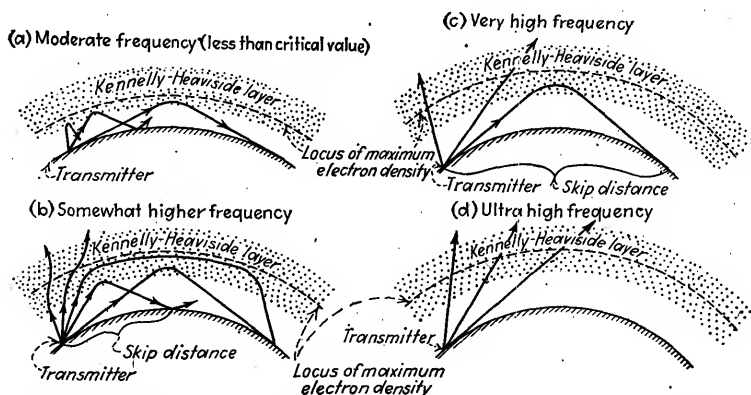 (a) Moderate frequency (less than critical value)
Kennelly-Heaviside layer
Transmitter
Locus of maximum
electron density
(c) Very high frequency
Kennelly-Heaviside layer
Transmitter
Skip distance
(b) Somewhat higher frequency
Kennelly-Heaviside layer
Skip distance
Transmitter
Locus of maximum
electron density
(d) Ultra high frequency
Kennelly-Heaviside layer
Transmitter